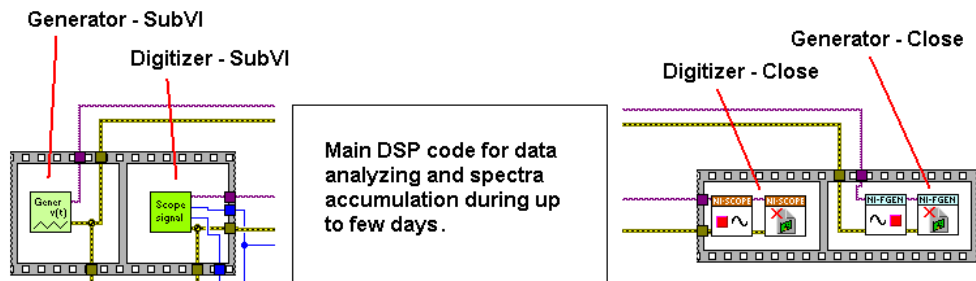 Generator - SubVI
Digitizer - SubVI
Gener
v(t)
Scope
signal
Main DSP code for data
analyzing and spectra
accumulation during up
to few days.
Generator - Close
Digitizer - Close
NI-SCOPE
NI-SCOPE
NI-FGEN
NI-FGEN